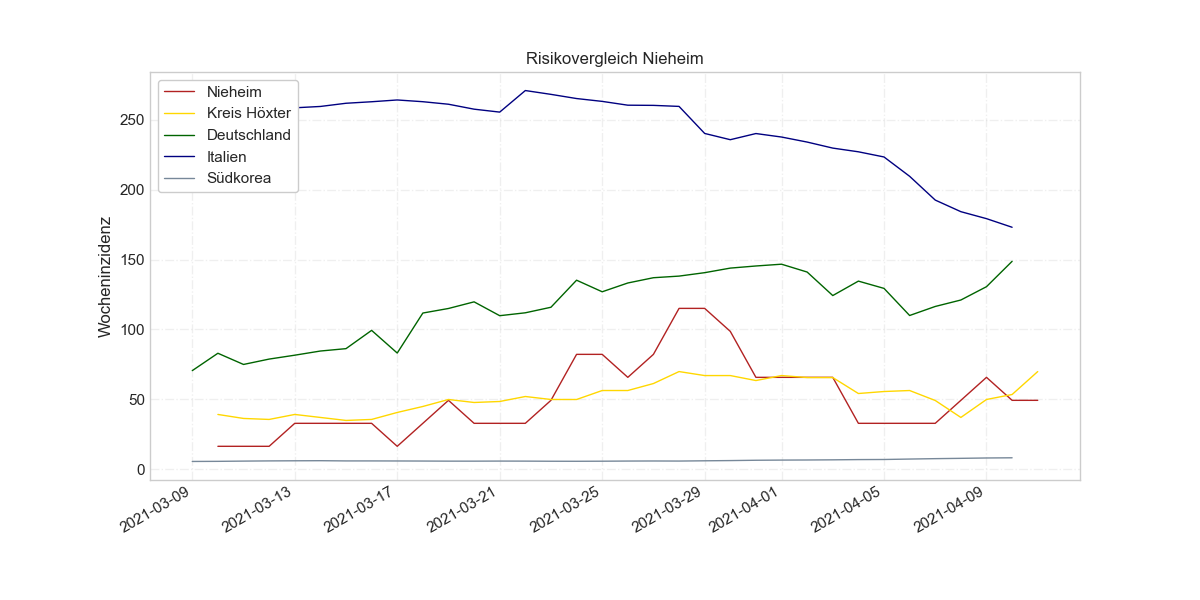 Risikovergleich Nieheim
Nieheim
Kreis Höxter
Deutschland
Italien
Südkorea
Wocheninzidenz
250
200
150
100
50
0
2021-03-09
2021-03-13
2021-03-17
2021-03-21
2021-03-25
2021-03-29
2021-04-01
2021-04-05
2021-04-09